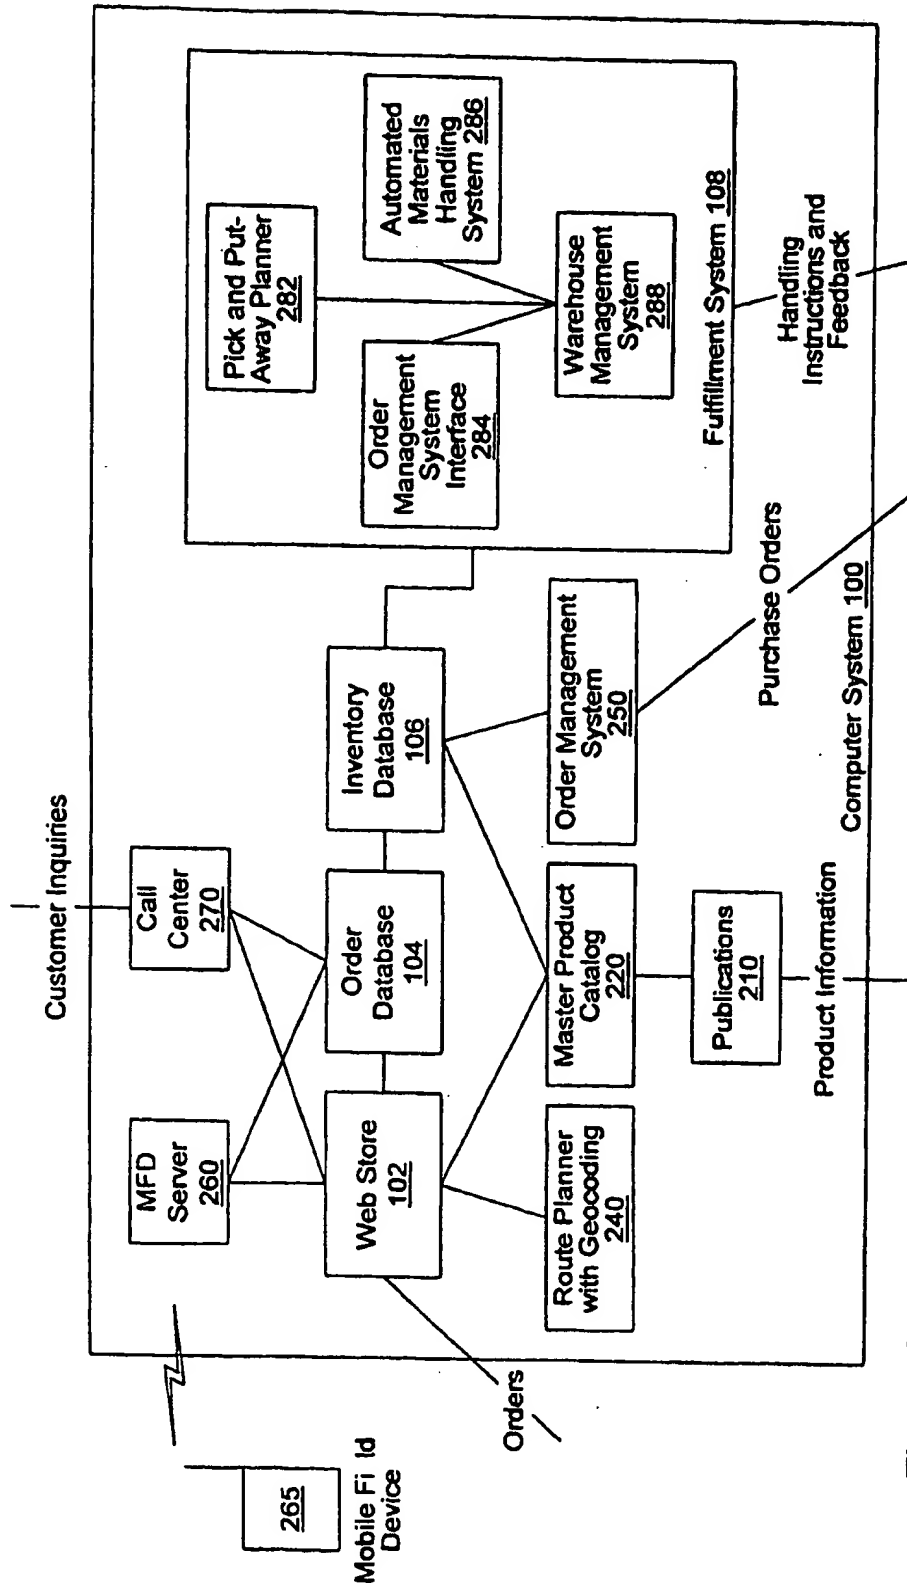 Customer Inquiries
MFD
Server
260
Call
Center
270
265
Mobile Fi ld
Device
Orders
Web Store
102
Order
Database
104
Inventory
Database
106
Route Planner
with Geocoding
240
Master Product
Catalog
220
Order Management
System
250
Publications
210
Product Information
Purchase Orders
Computer System 100
Pick and Put-
Away Planner
282
Order
Management
System
Interface
284
Automated
Materials
Handling
System 286
Warehouse
Management
System
288
Fulfillment System 108
Handling
Instructions and
Feedback